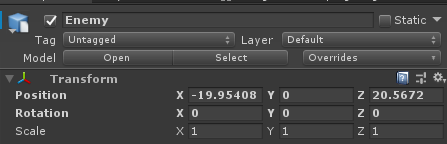 Enemy Static
Tag Untagged Layer Default
Model Open Select Overrides
Transform
Position X -19.95408 Y 0 Z 20.5672
Rotation X 0 Y 0 Z 0
Scale X 1 Y 1 Z 1